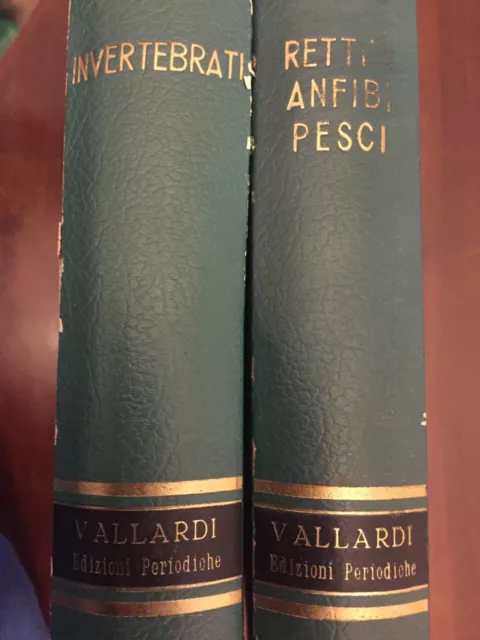 INVERTEBRATI
VALLARDI
Edizioni Periodiche
ANFIBI
PESCI
VALLARDI
Edizioni Periodiche